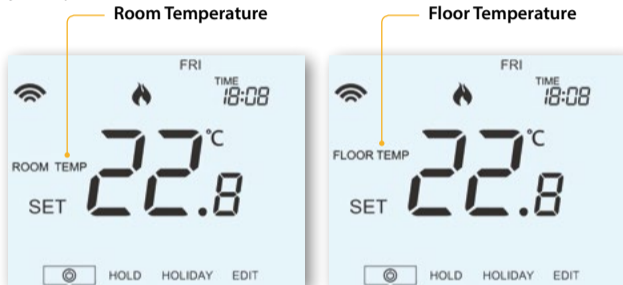 Room Temperature
Floor Temperature
FRI
TIME
18:08
ROOM TEMP
22.8
°C
SET
HOLD HOLIDAY EDIT
FRI
TIME
18:08
FLOOR TEMP
22.8
°C
SET
HOLD HOLIDAY EDIT